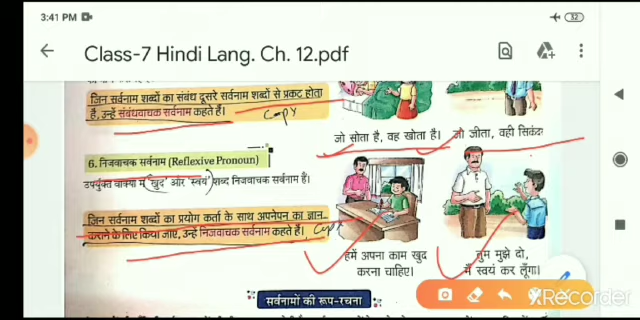 3:41 PM
32
Class-7 Hindi Lang. Ch. 12.pdf
जिन सर्वनाम शब्दों का संबंध दूसरे सर्वनाम शब्दों से प्रकट होता
है, उन्हें संबंधवाचक सर्वनाम कहते हैं।
Copy
जो सोता है, वह खोता है।
जो जीता, वही सिकंदर
6. निजवाचक सर्वनाम (Reflexive Pronoun)
उपर्युक्त वाक्यों में 'खुद' और 'स्वयं' शब्द निजवाचक सर्वनाम हैं।
जिन सर्वनाम शब्दों का प्रयोग कर्ता के साथ अपनेपन का ज्ञान
कराने के लिए किया जाए, उन्हें निजवाचक सर्वनाम कहते हैं।
Copy
हमें अपना काम खुद
करना चाहिए।
तुम मुझे दो,
मैं स्वयं कर लूँगा।
सर्वनामों की रूप-रचना
XRecorder